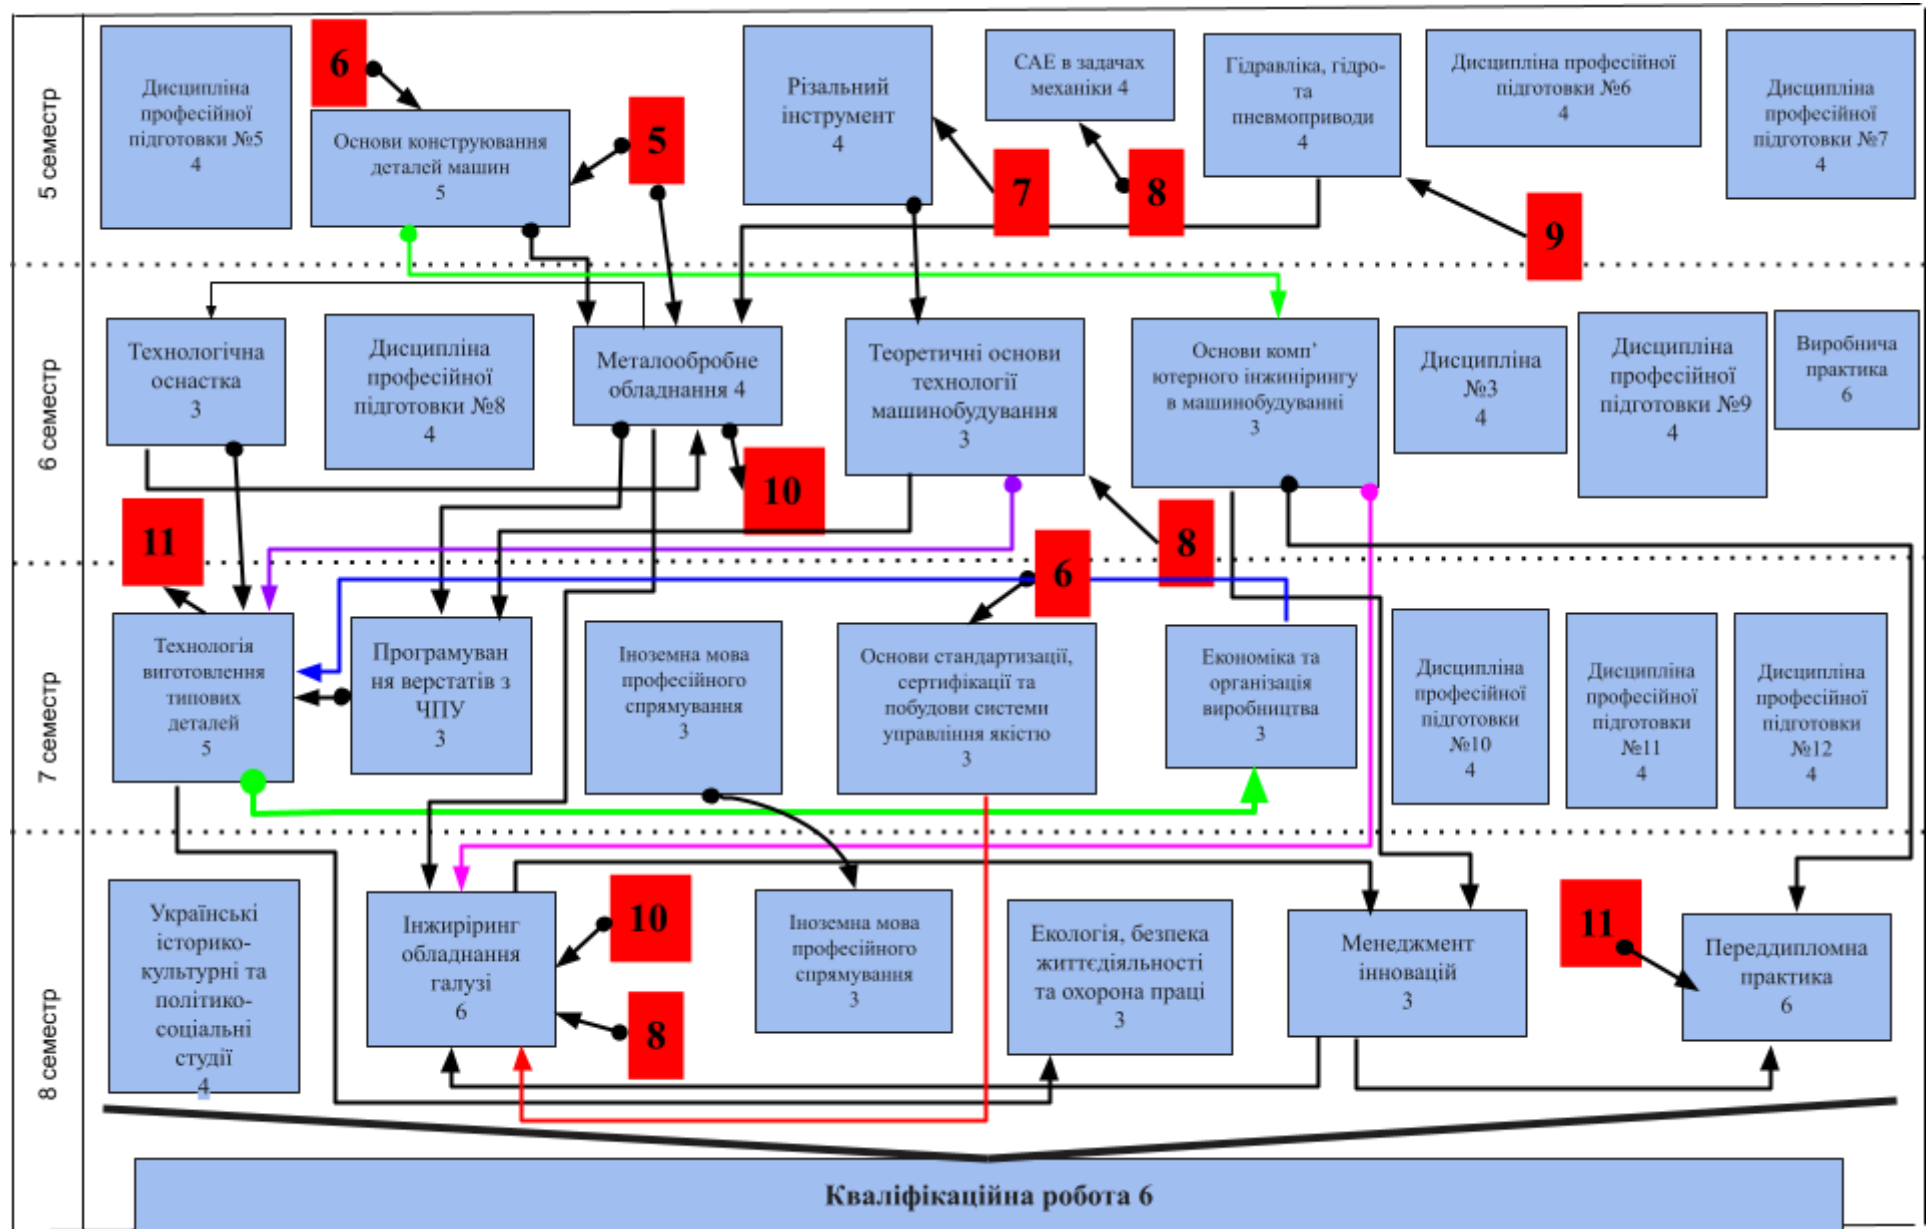 5 семестр
Дисципліна
професійної
підготовки №5
4
6
Основи конструювання
деталей машин
5
5
Різальний
інструмент
4
7
САЕ в задачах
механіки 4
8
Гідравліка, гідро-
та
пневмоприводи
4
9
Дисципліна професійної
підготовки №6
4
Дисципліна
професійної
підготовки №7
4
6 семестр
Технологічна
оснастка
3
Дисципліна
професійної
підготовки №8
4
Металообробне
обладнання 4
10
Теоретичні основи
технології
машинобудування
3
8
Основи комп’
ютерного інжинірингу
в машинобудуванні
3
Дисципліна
№3
4
Дисципліна
професійної
підготовки №9
4
Виробнича
практика
6
7 семестр
11
Технологія
виготовлення
типових
деталей
5
Програмуван
ня верстатів з
ЧПУ
3
Іноземна мова
професійного
спрямування
3
6
Основи стандартизації,
сертифікації та
побудови системи
управління якістю
3
Економіка та
організація
виробництва
3
Дисципліна
професійної
підготовки
№10
4
Дисципліна
професійної
підготовки
№11
4
Дисципліна
професійної
підготовки
№12
4
8 семестр
Українські
історико-
культурні та
політико-
соціальні
студії
4
Інжиріринг
обладнання
галузі
6
10
8
Іноземна мова
професійного
спрямування
3
Екологія, безпека
життєдіяльності
та охорона праці
3
Менеджмент
інновацій
3
11
Переддипломна
практика
6
Кваліфікаційна робота 6